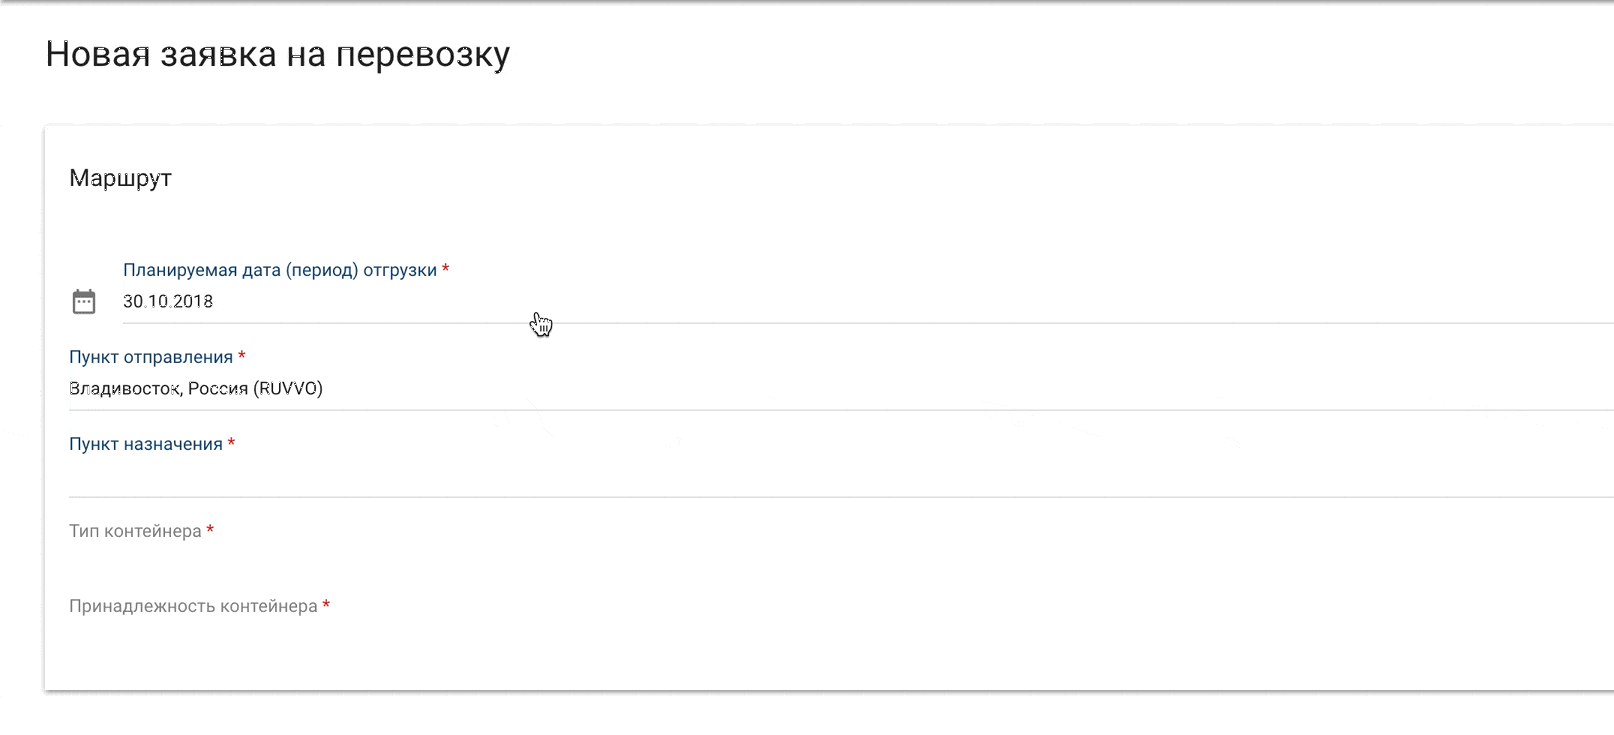 Новая заявка на перевозку
Маршрут
Планируемая дата (период) отгрузки *
30.10.2018
Пункт отправления *
Владивосток, Россия (RUVVO)
Пункт назначения *
Тип контейнера *
Принадлежность контейнера *